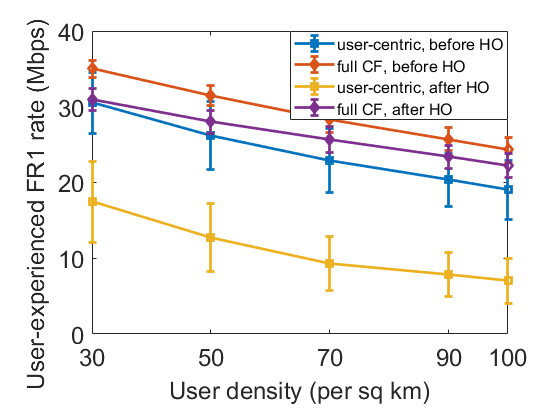 User-experienced FR1 rate (Mbps)
40
30
20
10
0
user-centric, before HO
full CF, before HO
user-centric, after HO
full CF, after HO
30 50 70 90 100
User density (per sq km)